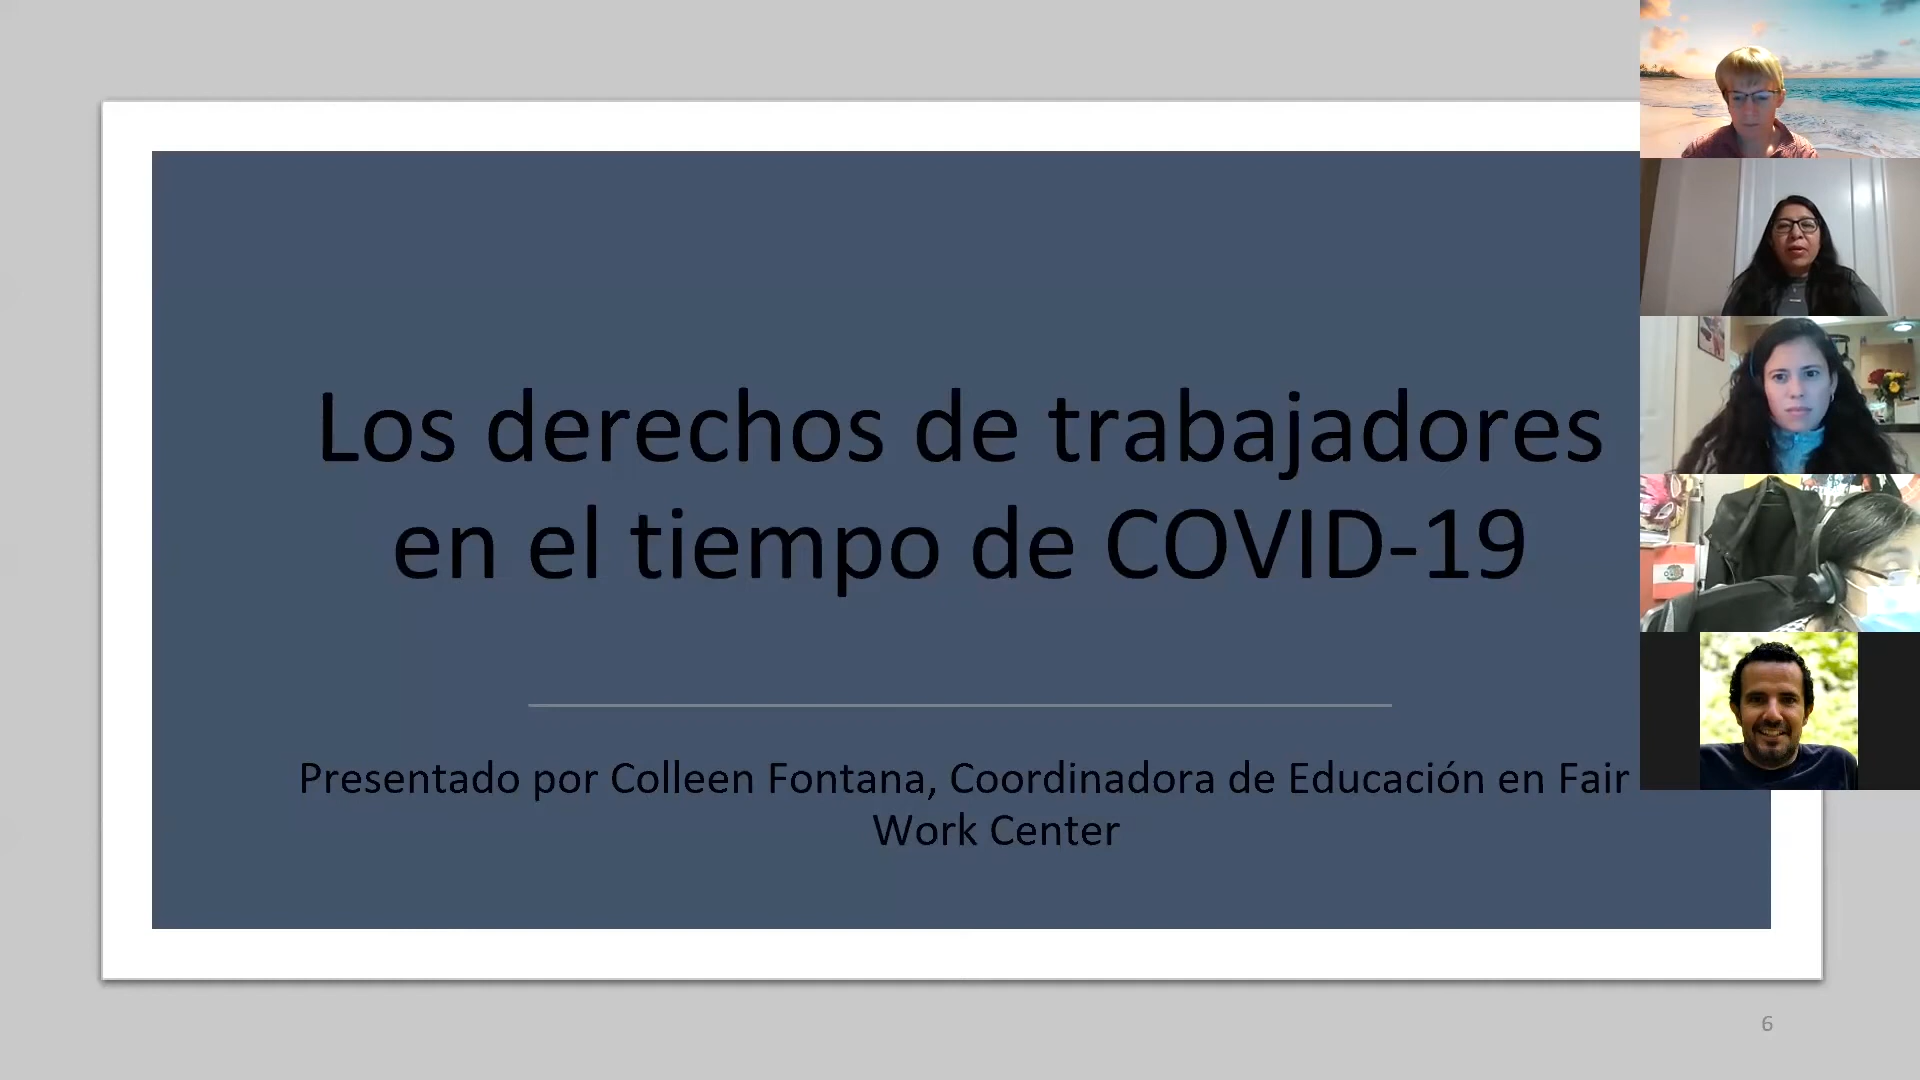 Los derechos de trabajadores
en el tiempo de COVID-19
Presentado por Colleen Fontana, Coordinadora de Educación en Fair
Work Center
6